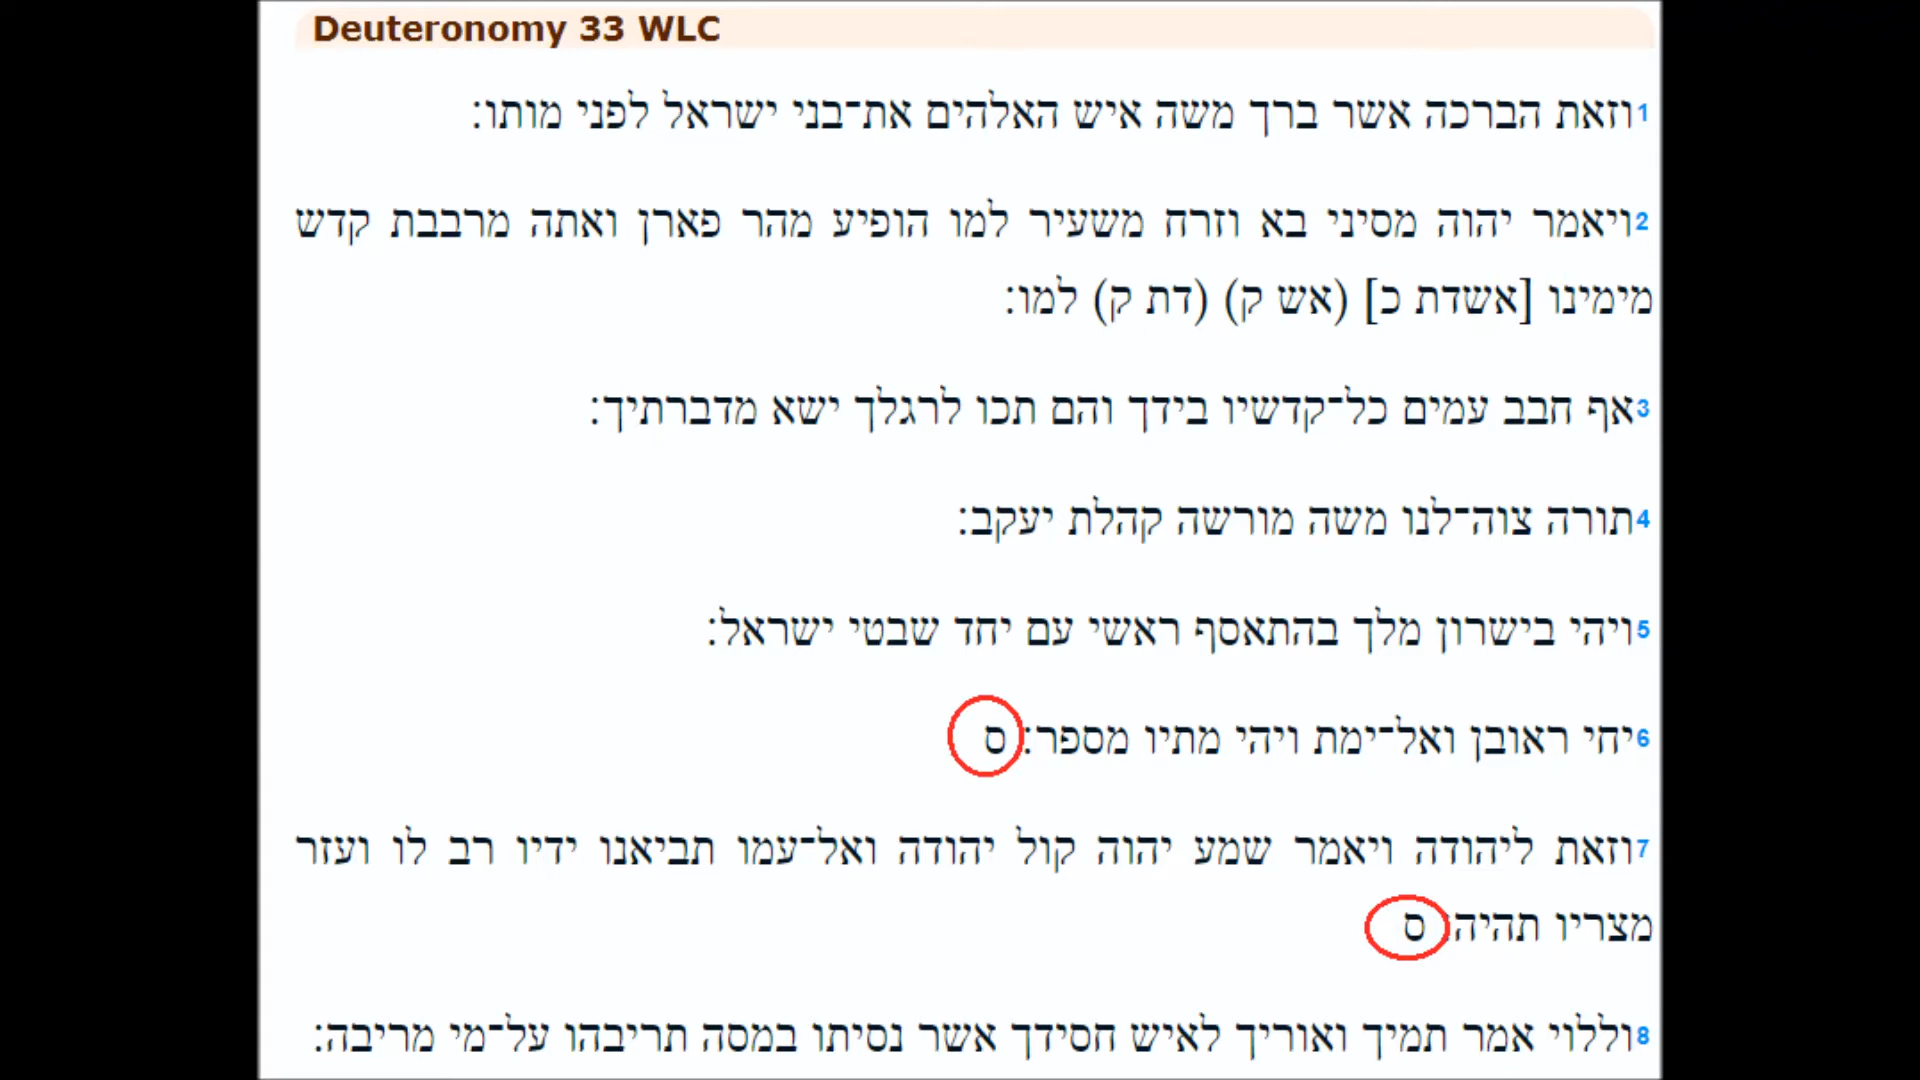 Deuteronomy 33 WLC
1וזאת הברכה אשר ברך משה איש האלהים את־בני ישראל לפני מותו׃
2ויאמר יהוה מסיני בא וזרח משעיר למו הופיע מהר פארן ואתה מרבבת קדש
מימינו [אשדת כ] (אש ק) (דת ק) למו׃
3אף חבב עמים כל־קדשיו בידך והם תכו לרגלך ישא מדברתיך׃
4תורה צוה־לנו משה מורשה קהלת יעקב׃
5ויהי בישרון מלך בהתאסף ראשי עם יחד שבטי ישראל׃
6יחי ראובן ואל־ימת ויהי מתיו מספר׃ ס
7וזאת ליהודה ויאמר שמע יהוה קול יהודה ואל־עמו תביאנו ידיו רב לו ועזר
מצריו תהיה׃ ס
8וללוי אמר תמיך ואוריך לאיש חסידך אשר נסיתו במסה תריבהו על־מי מריבה׃